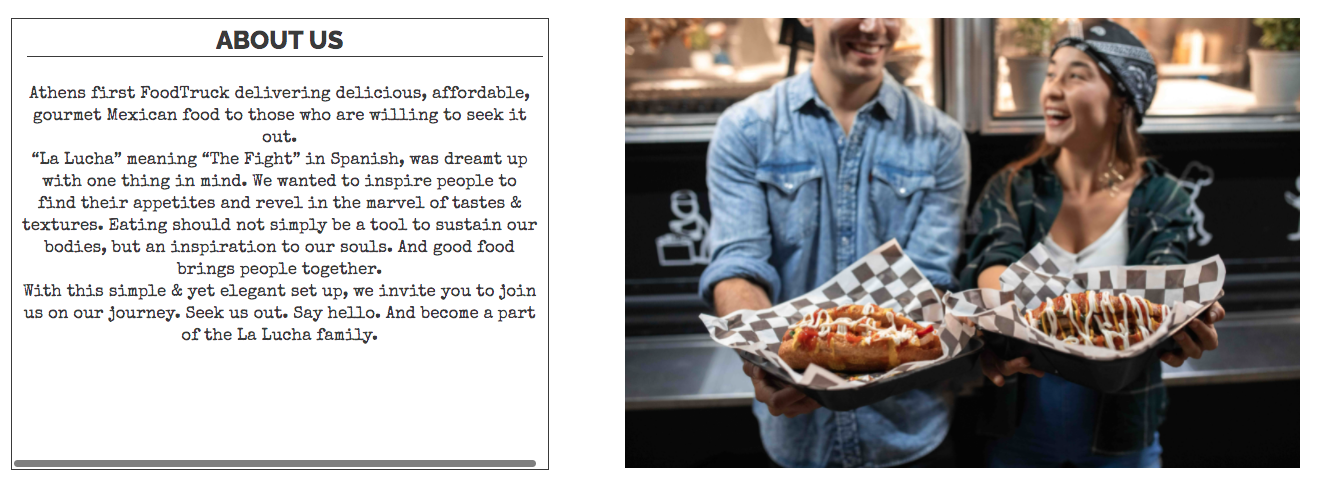 ABOUT US
Athens first FoodTruck delivering delicious, affordable,
gourmet Mexican food to those who are willing to seek it
out.
“La Lucha” meaning “The Fight” in Spanish, was dreamt up
with one thing in mind. We wanted to inspire people to
find their appetites and revel in the marvel of tastes &
textures. Eating should not simply be a tool to sustain our
bodies, but an inspiration to our souls. And good food
brings people together.
With this simple & yet elegant set up, we invite you to join
us on our journey. Seek us out. Say hello. And become a part
of the La Lucha family.